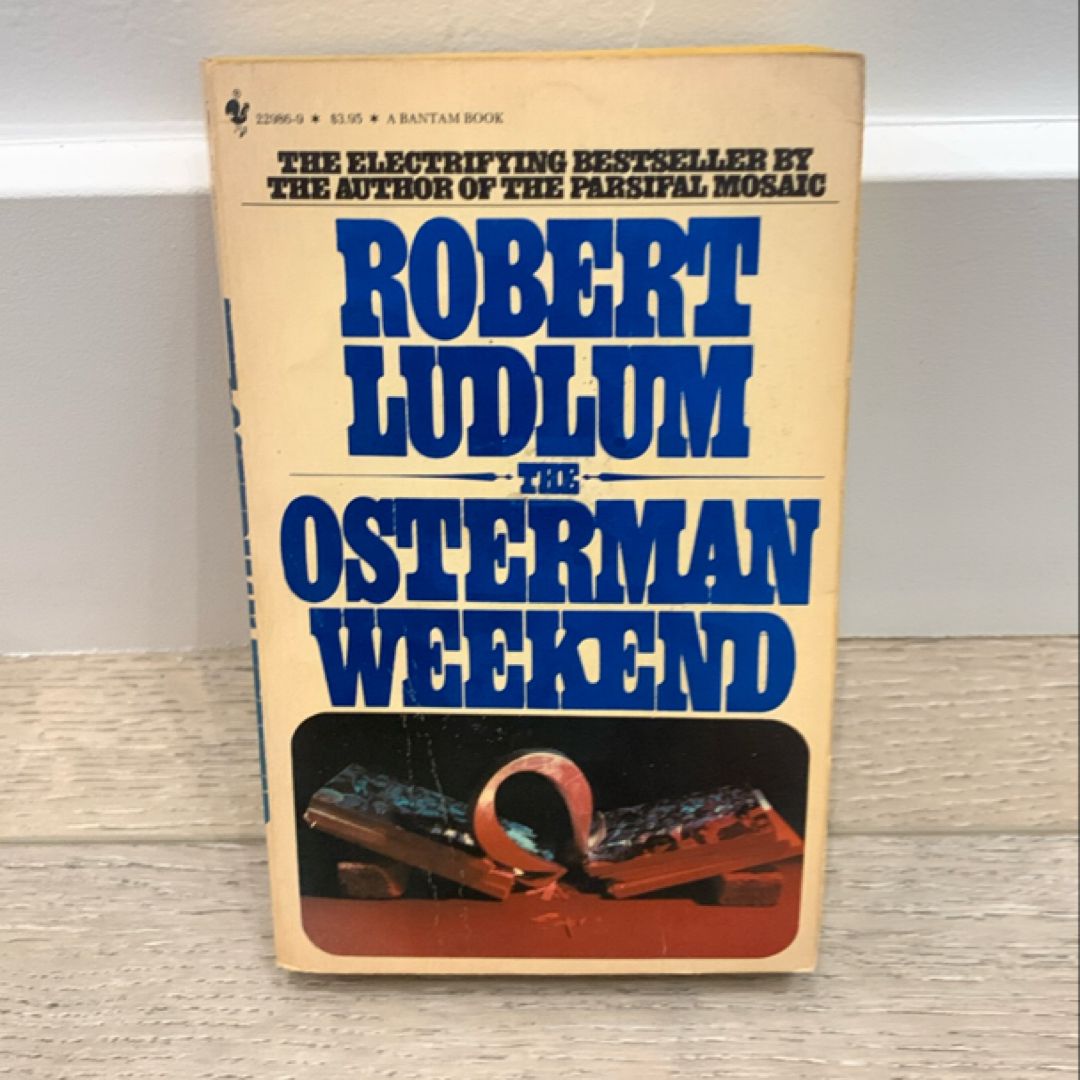 22986-9 * $3.95 * A BANTAM BOOK
THE ELECTRIFYING BESTSELLER BY
THE AUTHOR OF THE PARSIFAL MOSAIC
ROBERT
LUDLUM
THE
OSTERMAN
WEEKEND